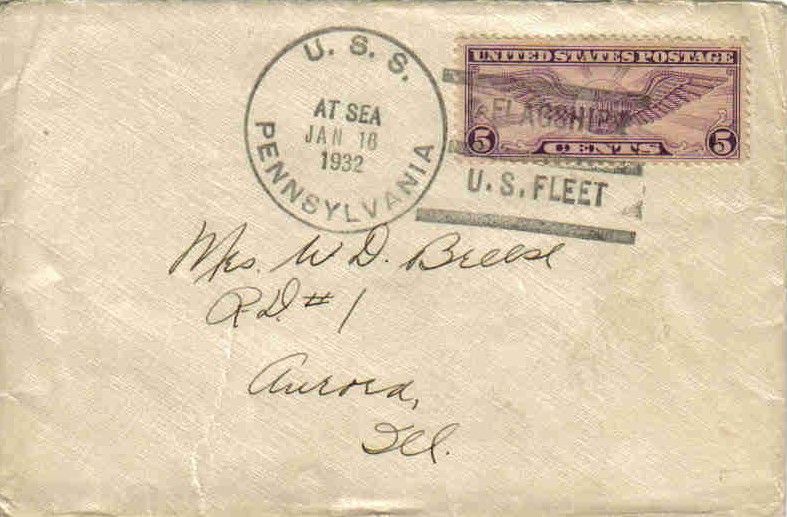 U. S. S.
PENNSYLVANIA
AT SEA
JAN 16
1932
UNITED STATES POSTAGE
FLAGSHIP
5 CENTS 5
U. S. FLEET
Mrs. W. D. Breese
R.D. #1
Aurora,
Ill.